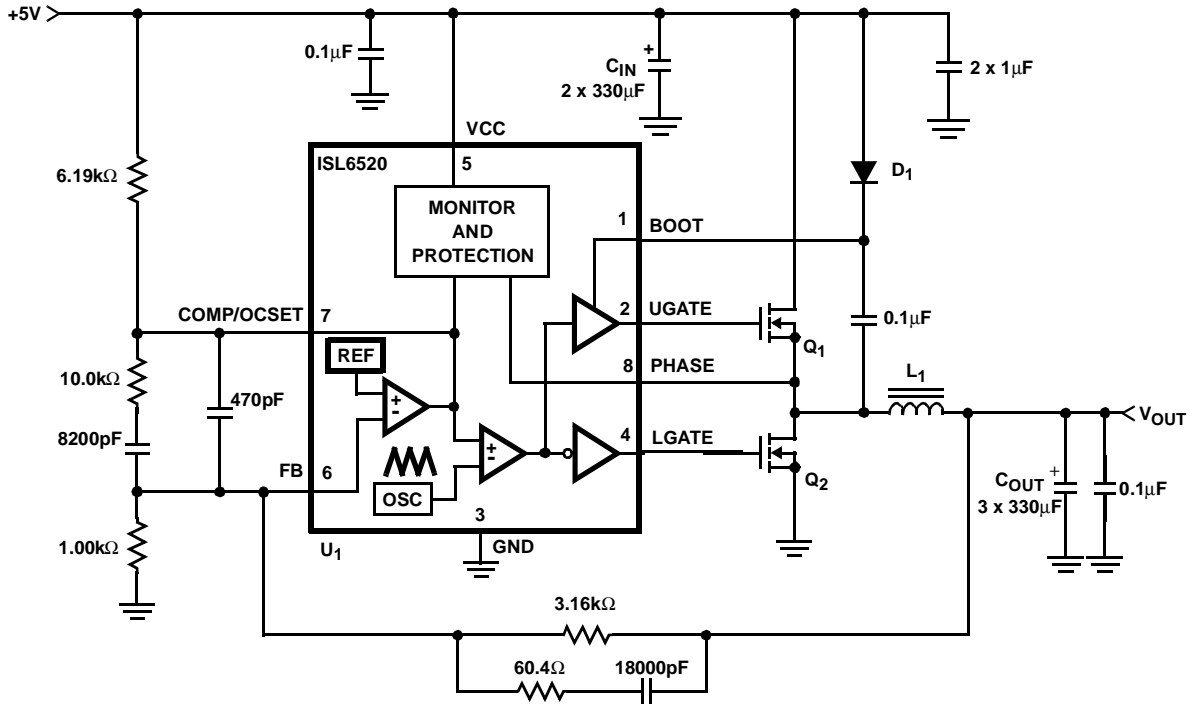 +5V
0.1μF
+
C_IN
2 x 330μF
2 x 1μF
VCC
ISL6520
5
6.19kΩ
D1
MONITOR
AND
PROTECTION
1
BOOT
COMP/OCSET
7
2
UGATE
0.1μF
Q1
REF
8
PHASE
L1
10.0kΩ
470pF
+
-
8200pF
+
-
4
LGATE
VOUT
FB
6
OSC
Q2
COUT
+
3 x 330μF
0.1μF
3
1.00kΩ
U1
GND
3.16kΩ
60.4Ω
18000pF